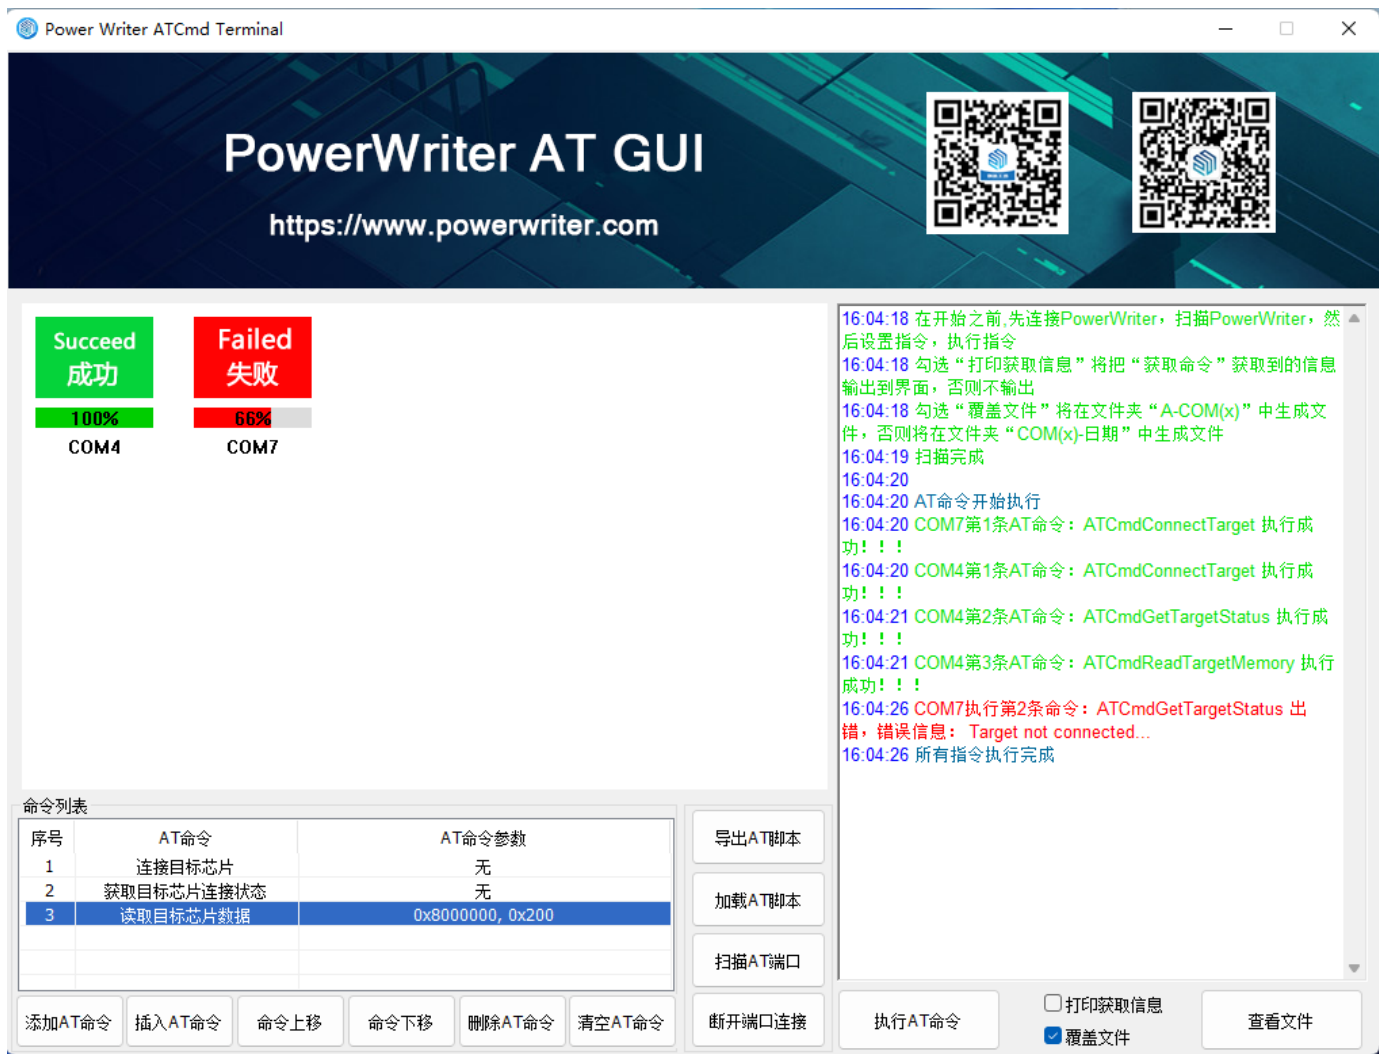 Power Writer ATCmd Terminal
PowerWriter AT GUI
https://www.powerwriter.com
Succeed
成功
100%
COM4
Failed
失败
66%
COM7
16:04:18 在开始之前,先连接PowerWriter，扫描PowerWriter，然
后设置指令，执行指令
16:04:18 勾选“打印获取信息”将把“获取命令”获取到的信息
输出到界面，否则不输出
16:04:18 勾选“覆盖文件”将在文件夹“A-COM(x)”中生成文
件，否则将在文件夹“COM(x)-日期”中生成文件
16:04:19 扫描完成
16:04:20
16:04:20 AT命令开始执行
16:04:20 COM7第1条AT命令：ATCmdConnectTarget 执行成
功！！！
16:04:20 COM4第1条AT命令：ATCmdConnectTarget 执行成
功！！！
16:04:21 COM4第2条AT命令：ATCmdGetTargetStatus 执行成
功！！！
16:04:21 COM4第3条AT命令：ATCmdReadTargetMemory 执行
成功！！！
16:04:26 COM7执行第2条命令：ATCmdGetTargetStatus 出
错，错误信息： Target not connected...
16:04:26 所有指令执行完成
命令列表
序号 AT命令 AT命令参数
1 连接目标芯片 无
2 获取目标芯片连接状态 无
3 读取目标芯片数据 0x8000000, 0x200
导出AT脚本
加载AT脚本
扫描AT端口
断开端口连接
添加AT命令 插入AT命令 命令上移 命令下移 删除AT命令 清空AT命令
执行AT命令
打印获取信息
覆盖文件
查看文件